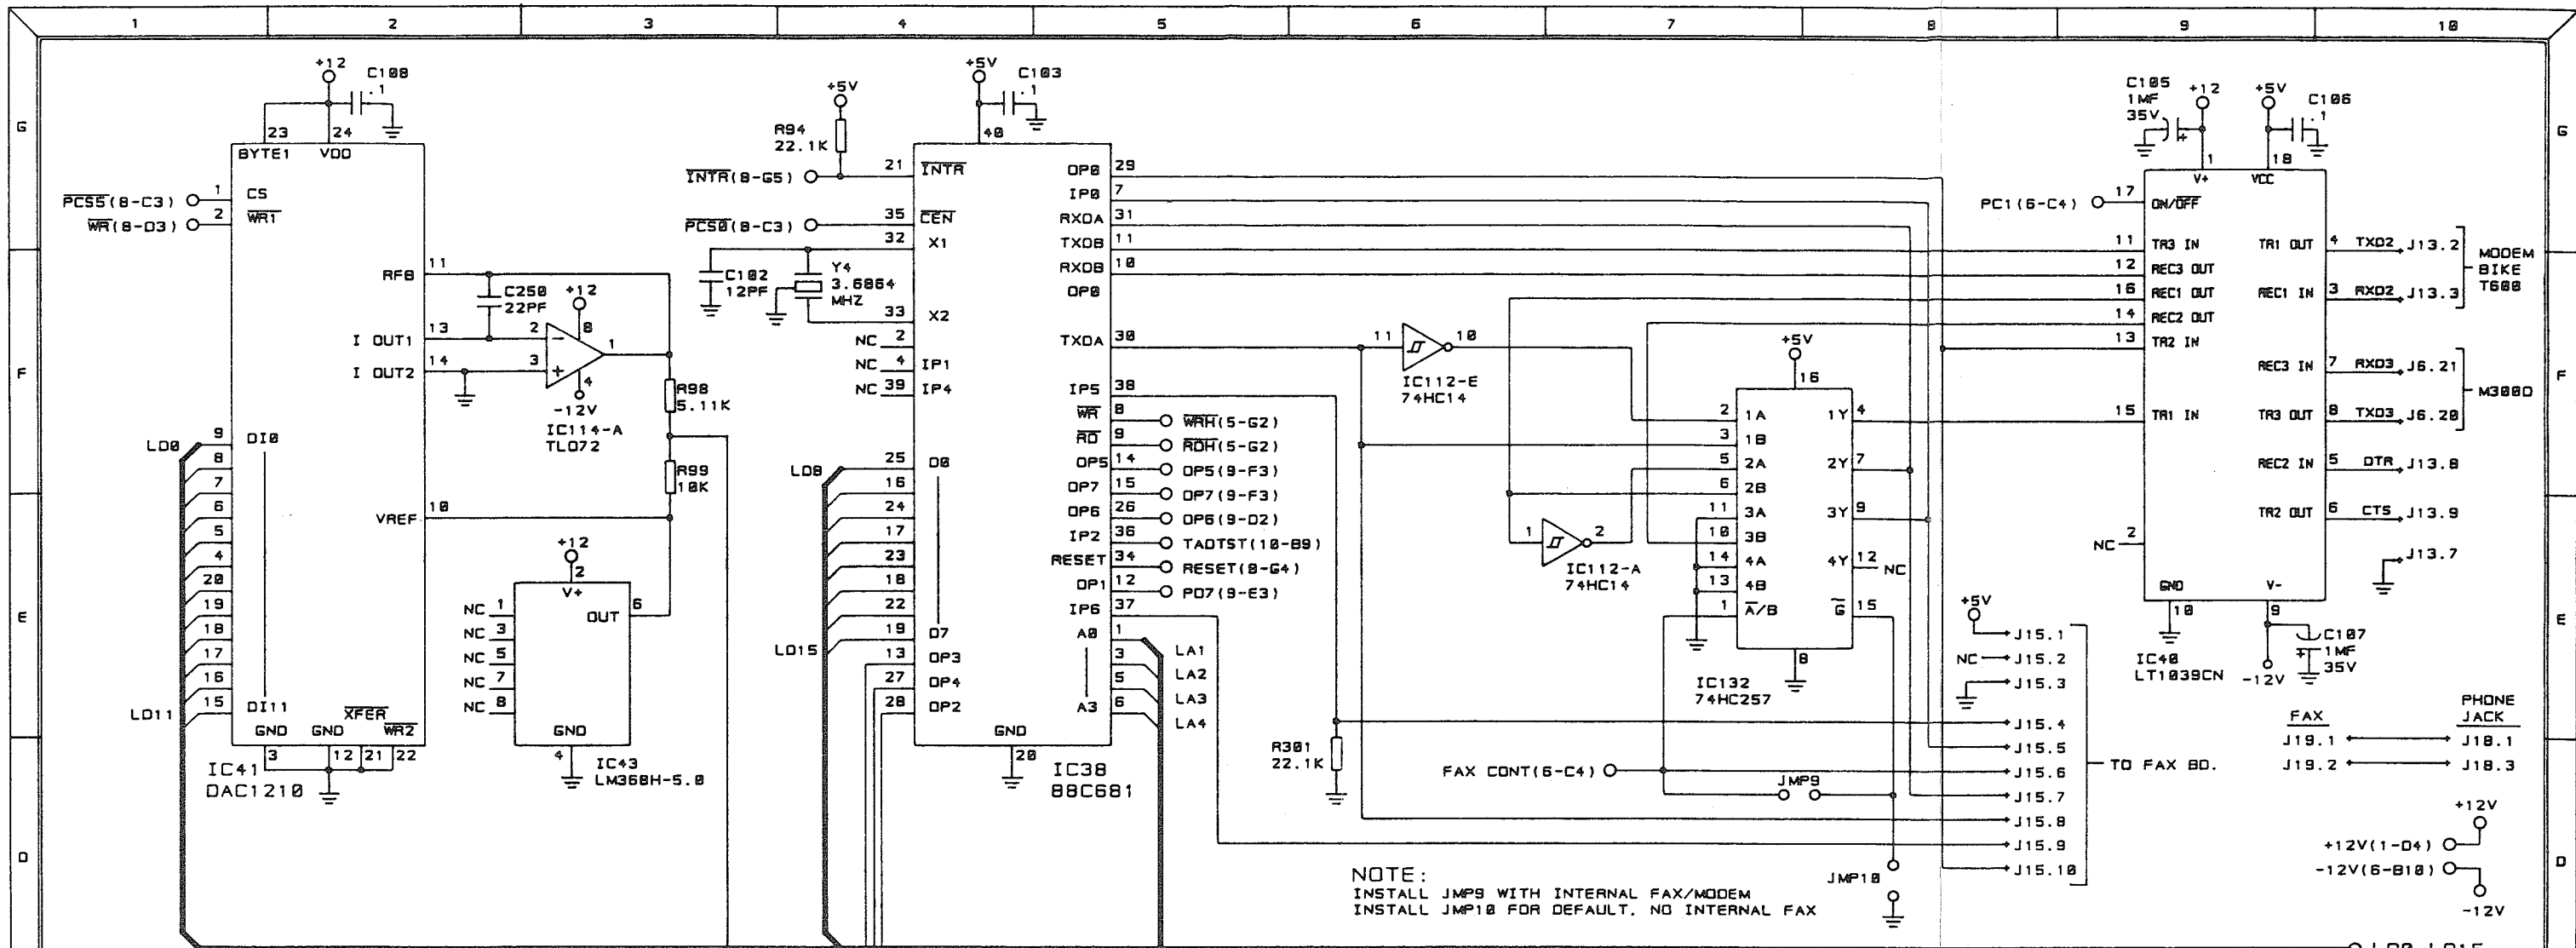 1 2 3 4 5 6 7 8 9 10
G
F
E
D
+12
C108
.1
23 24
BYTE1 VDD
PCS5(8-C3) 1 CS
WR(8-D3) 2 WR1
RFB 11
C250
22PF
+12
8
I OUT1 13
2 -
1
I OUT2 14
3 +
4
-12V
IC114-A
TL072
R98
5.11K
R99
10K
VREF 10
LD0
9 DI0
8
7
6
5
4
20
19
18
17
16
15 DI11
LD11
GND GND XFER WR2
3 12 21 22
IC41
DAC1210
+12
2
V+
NC 1
NC 3
NC 5
NC 7
NC 8
OUT 6
GND
4
IC43
LM368H-5.0
+5V
R94
22.1K
+5V
C103
.1
40
INTR(8-G5) 21 INTR
PCS0(8-C3) 35 CEN
32 X1
C102
12PF
Y4
3.6864
MHZ
33 X2
NC 2
NC 4 IP1
NC 39 IP4
LD8
25 D0
16
24
17
23
18
22
19 D7
LD15
13 OP3
27 OP4
28 OP2
GND
20
IC38
88C681
OP0 29
IP0 7
RXDA 31
TXDB 11
RXDB 10
OP0
TXDA 30
IP5 38
WR 8 WRH(5-G2)
RD 9 RDH(5-G2)
OP5 14 OP5(9-F3)
OP7 15 OP7(9-F3)
OP6 26 OP6(9-D2)
IP2 36 TADTST(10-B9)
RESET 34 RESET(8-G4)
OP1 12 PD7(9-E3)
IP6 37
A0 1 LA1
3 LA2
5 LA3
A3 6 LA4
11 10
IC112-E
74HC14
1 2
IC112-A
74HC14
+5V
16
2 1A 1Y 4
3 1B
5 2A 2Y 7
6 2B
11 3A 3Y 9
10 3B
14 4A 4Y 12 NC
13 4B
1 A/B G 15
8
IC132
74HC257
R301
22.1K
FAX CONT(6-C4)
JMP9
JMP10
NOTE:
INSTALL JMP9 WITH INTERNAL FAX/MODEM
INSTALL JMP10 FOR DEFAULT. NO INTERNAL FAX
C105
1MF
35V
+
+12
+5V
C106
.1
1 18
V+ VCC
PC1(6-C4) 17 ON/OFF
11 TR3 IN
12 REC3 OUT
16 REC1 OUT
14 REC2 OUT
13 TR2 IN
15 TR1 IN
NC 2
TR1 OUT 4 TXD2 J13.2
REC1 IN 3 RXD2 J13.3
MODEM
BIKE
T600
REC3 IN 7 RXD3 J6.21
TR3 OUT 8 TXD3 J6.20
M300D
REC2 IN 5 DTR J13.8
TR2 OUT 6 CTS J13.9
J13.7
GND V-
10 9
IC40
LT1039CN
-12V
+
C107
1MF
35V
+5V
J15.1
NC J15.2
J15.3
J15.4
J15.5
J15.6
J15.7
J15.8
J15.9
J15.10
TO FAX BD.
FAX
PHONE
JACK
J19.1 J18.1
J19.2 J18.3
+12V
+12V(1-D4)
-12V(6-B10)
-12V
G
F
E
D